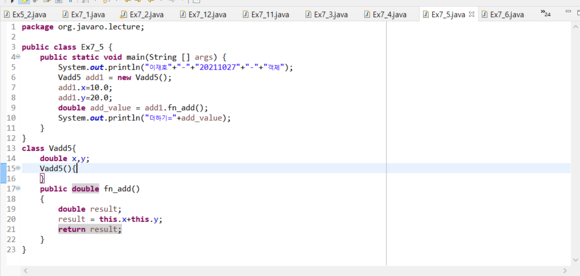 Ex5_2.java Ex7_1.java Ex7_2.java Ex7_12.java Ex7_11.java Ex7_3.java Ex7_4.java Ex7_5.java Ex7_6.java »24
1 package org.javaro.lecture;
2
3 public class Ex7_5 {
4 public static void main(String [] args) {
5 System.out.println("이재호"+"-"+"20211027"+"-"+"객체");
6 Vadd5 add1 = new Vadd5();
7 add1.x=10.0;
8 add1.y=20.0;
9 double add_value = add1.fn_add();
10 System.out.println("더하기="+add_value);
11 }
12 }
13 class Vadd5{
14 double x,y;
15 Vadd5(){
16 }
17 public double fn_add()
18 {
19 double result;
20 result = this.x+this.y;
21 return result;
22 }
23 }